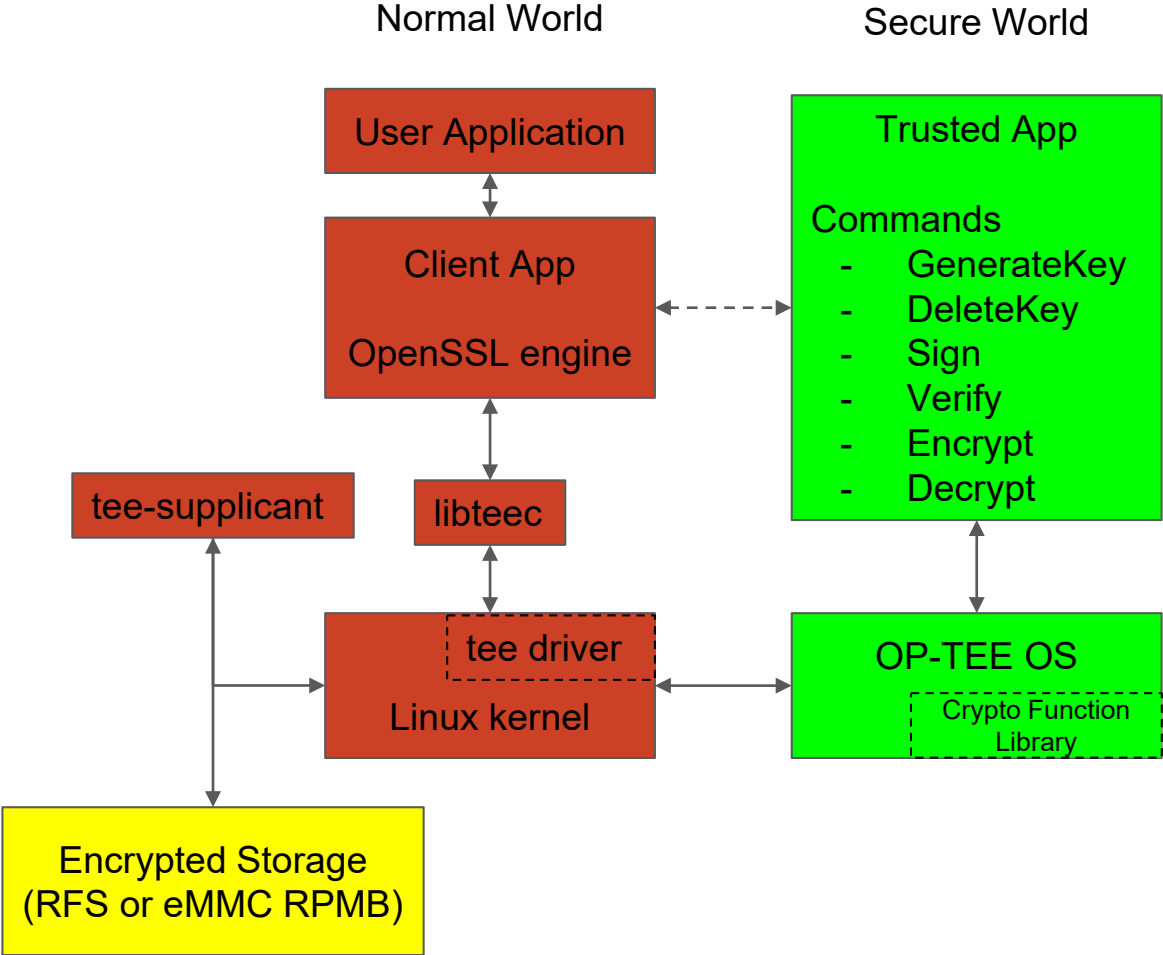 Normal World
Secure World
User Application
Client App
OpenSSL engine
Trusted App
Commands
- GenerateKey
- DeleteKey
- Sign
- Verify
- Encrypt
- Decrypt
tee-supplicant
libteec
tee driver
Linux kernel
OP-TEE OS
Crypto Function
Library
Encrypted Storage
(RFS or eMMC RPMB)